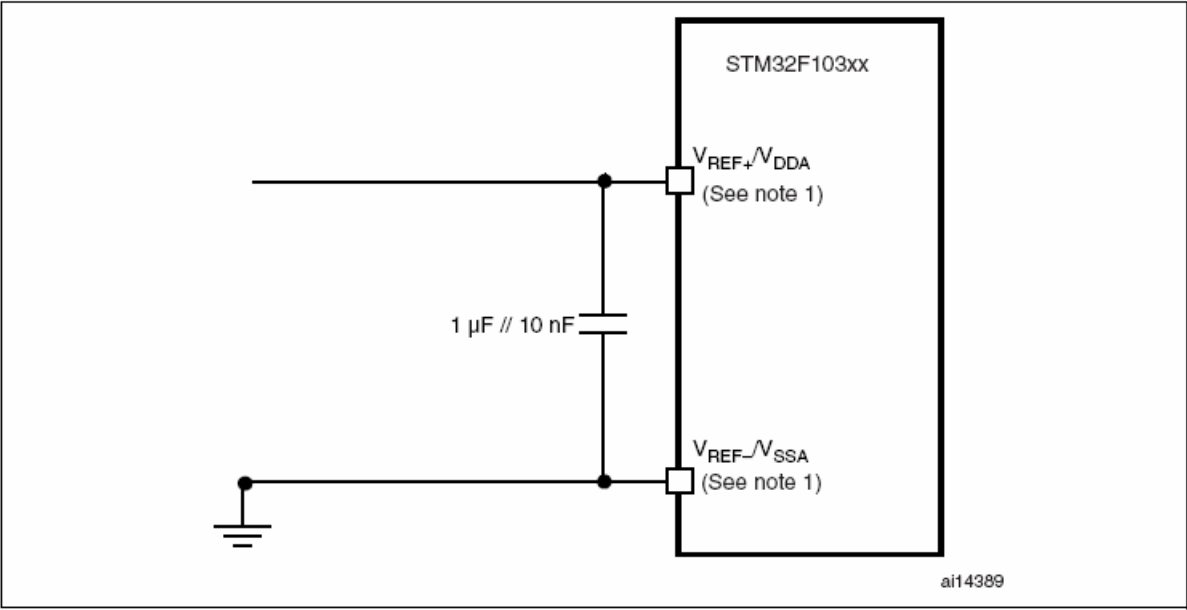 STM32F103xx
VREF+/VDDA
(See note 1)
1 µF // 10 nF
VREF–/VSSA
(See note 1)
ai14389